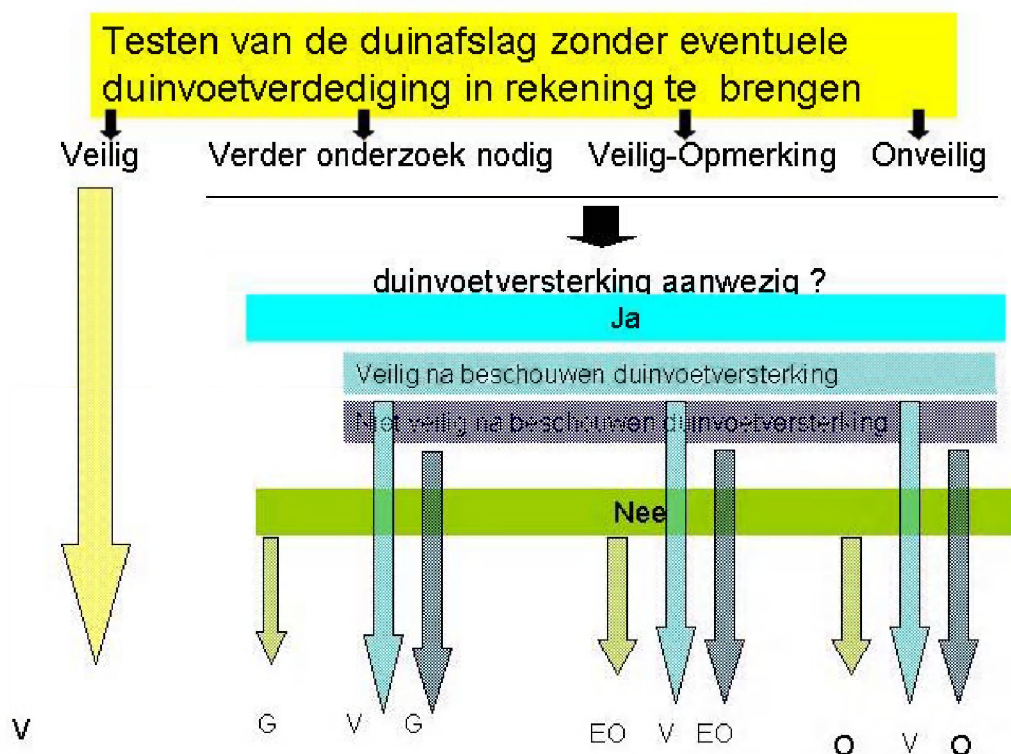 Testen van de duinafslag zonder eventuele
duinvoetverdediging in rekening te brengen
Veilig Verder onderzoek nodig Veilig-Opmerking Onveilig
duinvoetversterking aanwezig ?
Ja
Veilig na beschouwen duinvoetversterking
Niet veilig na beschouwen duinvoetversterking
Nee
V G V G EO V EO O V O